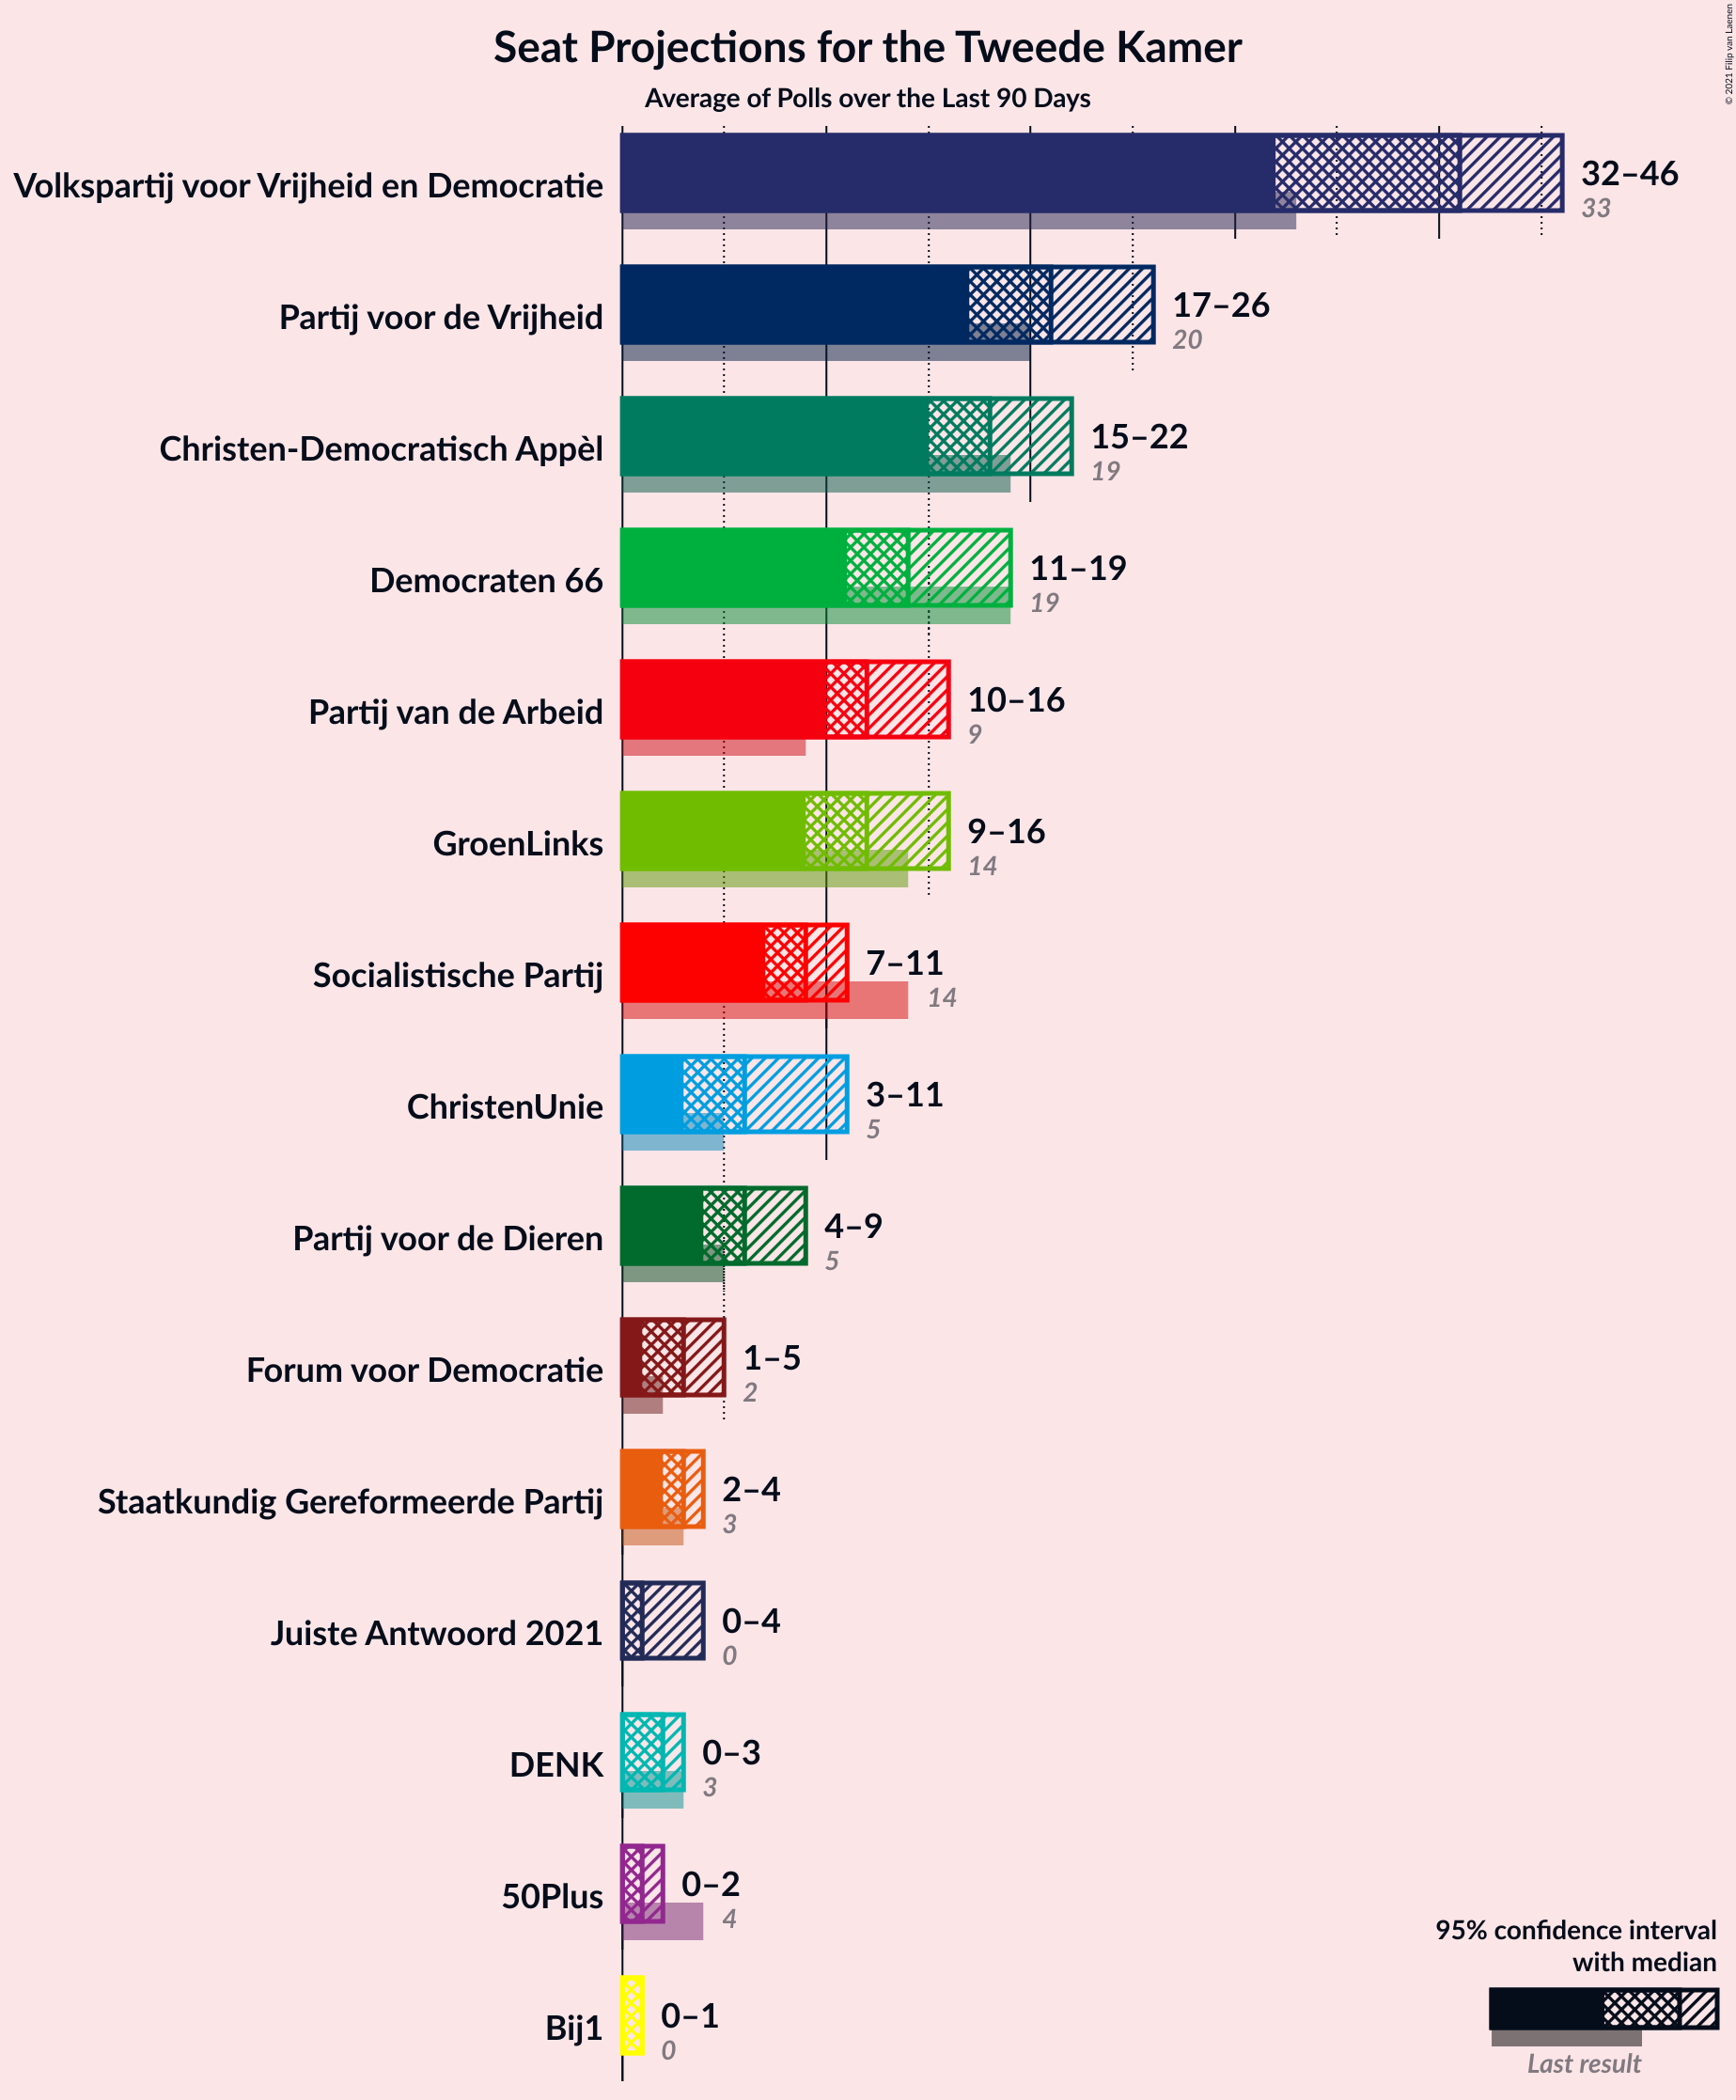 Seat Projections for the Tweede Kamer
Average of Polls over the Last 90 Days
© 2021 Filip van Laenen
Volkspartij voor Vrijheid en Democratie
32–46
33
Partij voor de Vrijheid
17–26
20
Christen-Democratisch Appèl
15–22
19
Democraten 66
11–19
19
Partij van de Arbeid
10–16
9
GroenLinks
9–16
14
Socialistische Partij
7–11
14
ChristenUnie
3–11
5
Partij voor de Dieren
4–9
5
Forum voor Democratie
1–5
2
Staatkundig Gereformeerde Partij
2–4
3
Juiste Antwoord 2021
0–4
0
DENK
0–3
3
50Plus
0–2
4
Bij1
0–1
0
95% confidence interval
with median
Last result